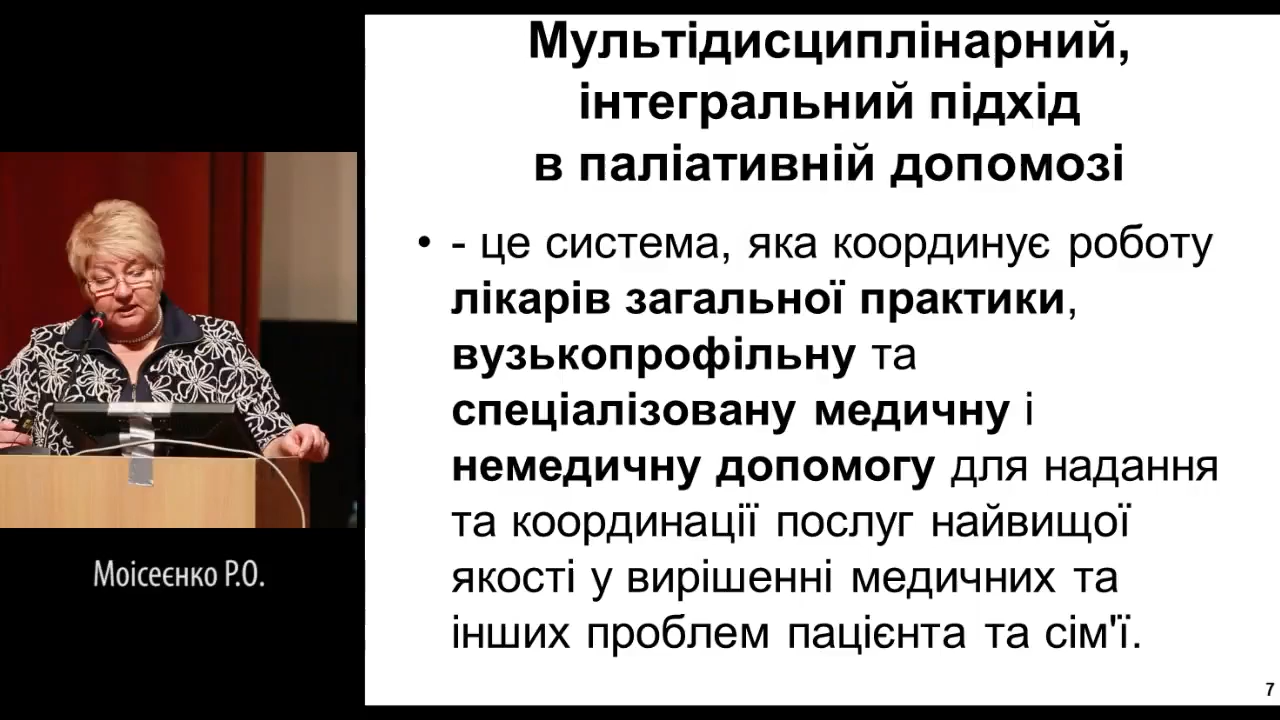 Мультідисциплінарний,
інтегральний підхід
в паліативній допомозі
• - це система, яка координує роботу
лікарів загальної практики,
вузькопрофільну та
спеціалізовану медичну і
немедичну допомогу для надання
та координації послуг найвищої
якості у вирішенні медичних та
інших проблем пацієнта та сім'ї.
Моісеєнко Р.О.
7